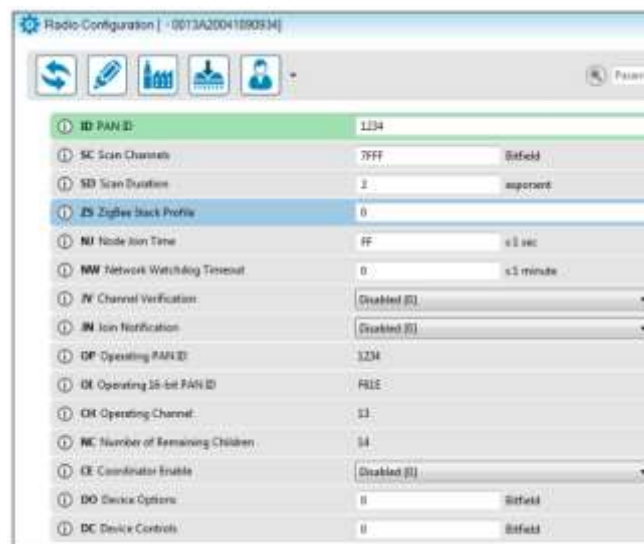 Radio Configuration [ - 0013A20041090934]
Param
ID PAN ID 1234
SC Scan Channels 7FFF Bitfield
SD Scan Duration 3 exponent
ZS ZigBee Stack Profile 0
NJ Node Join Time FF x 1 sec
NW Network Watchdog Timeout 0 x 1 minute
JV Channel Verification Disabled [0]
JN Join Notification Disabled [0]
OP Operating PAN ID 1234
OI Operating 16-bit PAN ID F61E
CH Operating Channel 13
NC Number of Remaining Children 14
CE Coordinator Enable Disabled [0]
DO Device Options 0 Bitfield
DC Device Controls 0 Bitfield